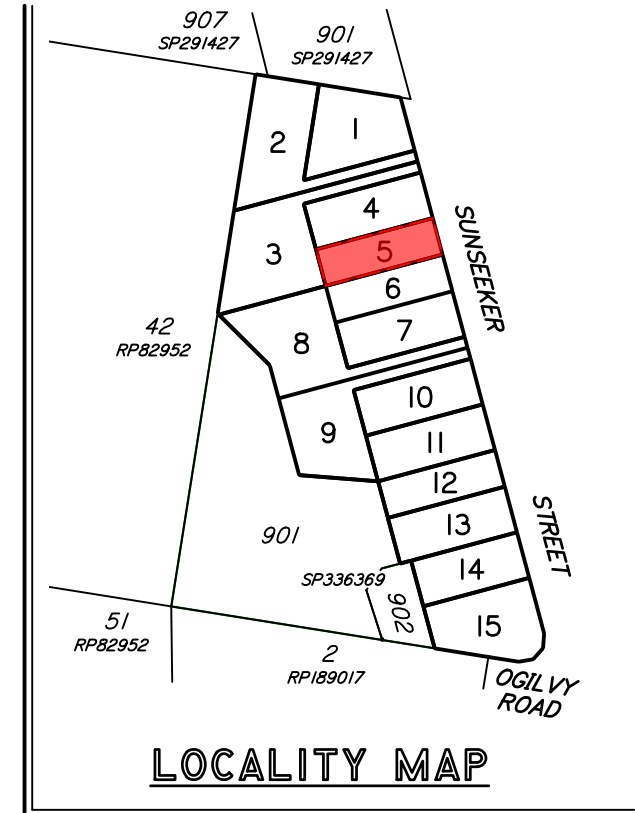 907
SP291427
901
SP291427
1
2
4
SUNSEEKER
5
3
6
42
RP82952
7
8
10
9
11
12
STREET
13
901
SP336369
14
902
15
51
RP82952
2
RP189017
OGILVY
ROAD
LOCALITY MAP